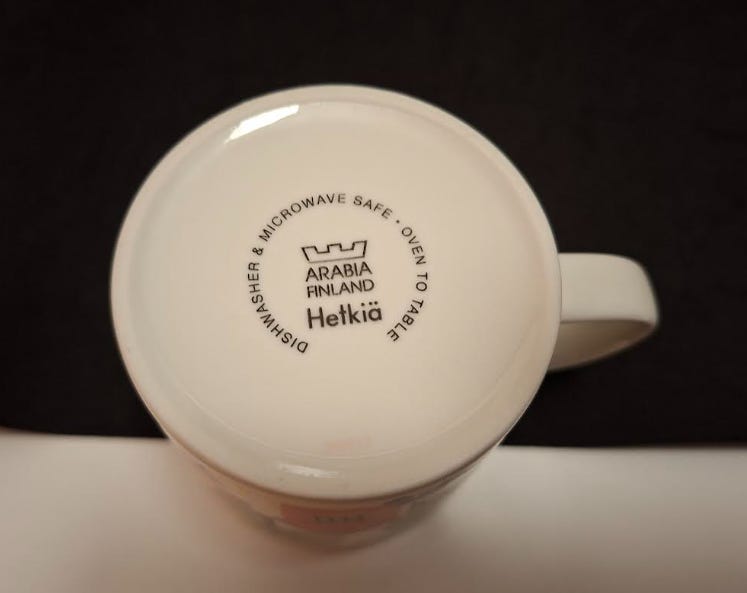 DISHWASHER & MICROWAVE SAFE • OVEN TO TABLE
ARABIA
FINLAND
Hetkiä